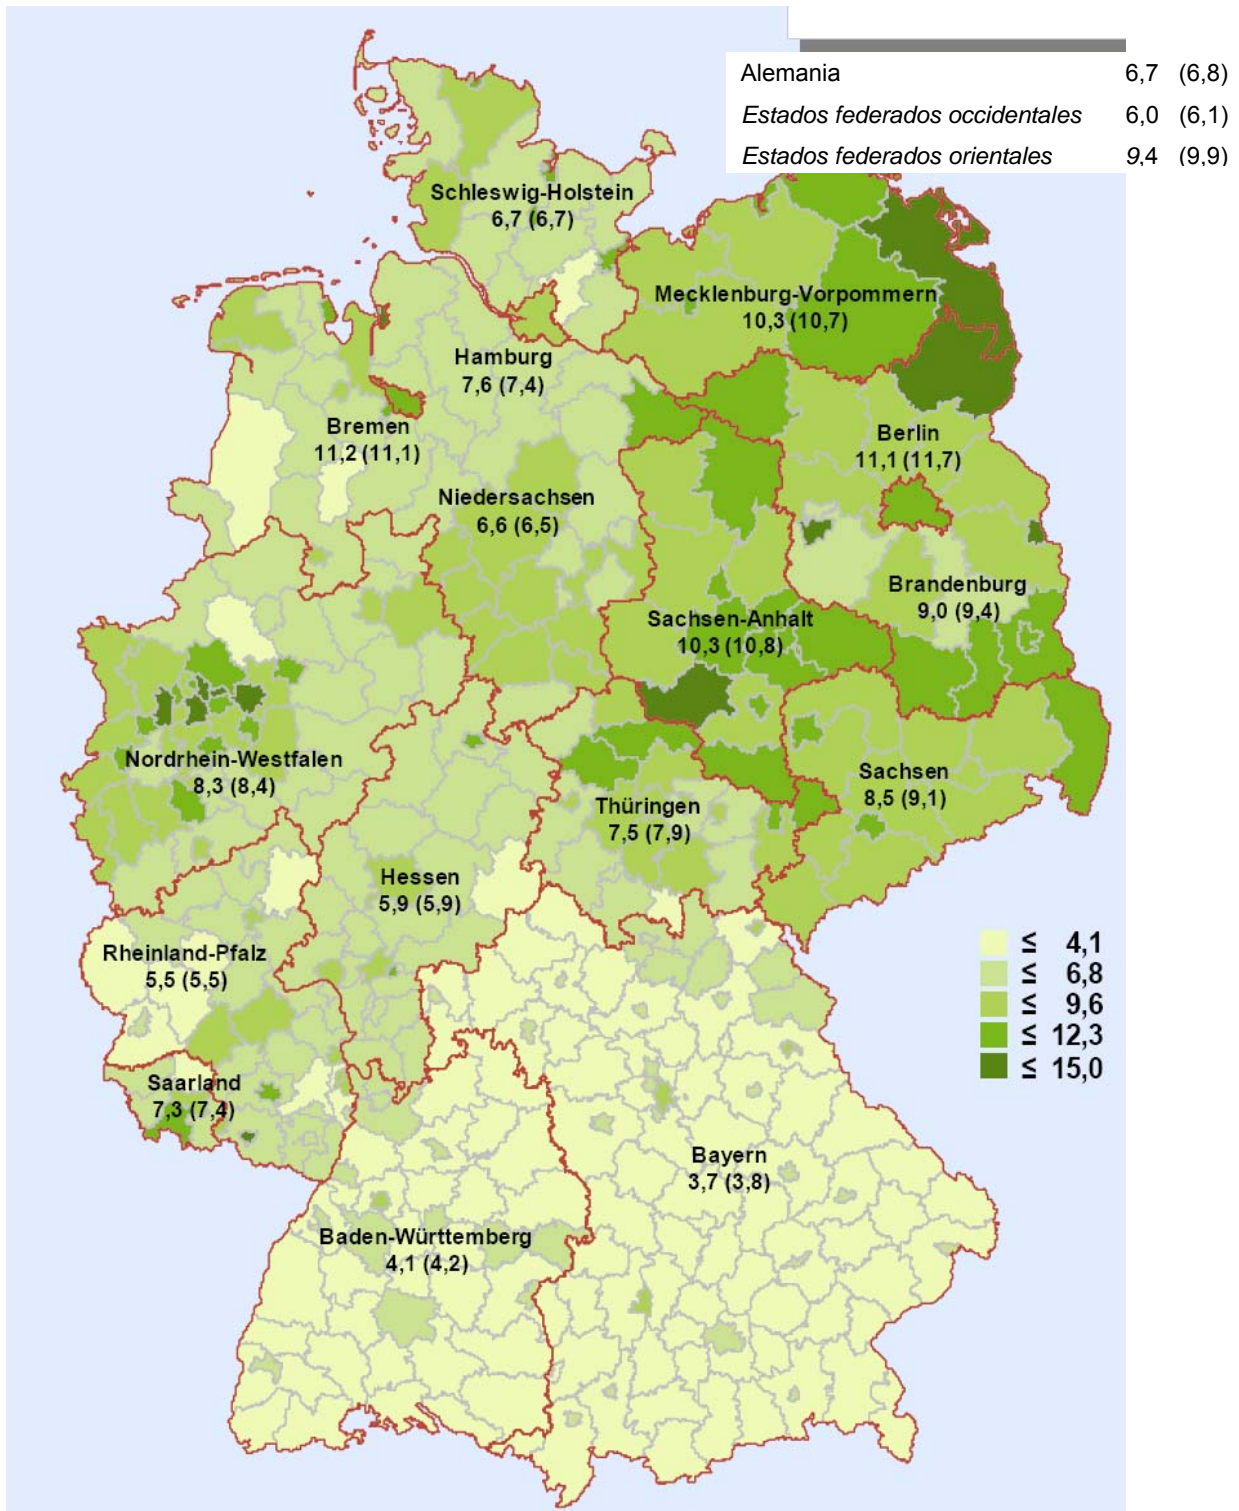 Alemania 6,7 (6,8)
Estados federados occidentales 6,0 (6,1)
Estados federados orientales 9,4 (9,9)
Schleswig-Holstein
6,7 (6,7)
Mecklenburg-Vorpommern
10,3 (10,7)
Hamburg
7,6 (7,4)
Bremen
11,2 (11,1)
Berlin
11,1 (11,7)
Niedersachsen
6,6 (6,5)
Brandenburg
9,0 (9,4)
Sachsen-Anhalt
10,3 (10,8)
Nordrhein-Westfalen
8,3 (8,4)
Sachsen
8,5 (9,1)
Thüringen
7,5 (7,9)
Hessen
5,9 (5,9)
Rheinland-Pfalz
5,5 (5,5)
≤ 4,1
≤ 6,8
≤ 9,6
≤ 12,3
≤ 15,0
Saarland
7,3 (7,4)
Bayern
3,7 (3,8)
Baden-Württemberg
4,1 (4,2)